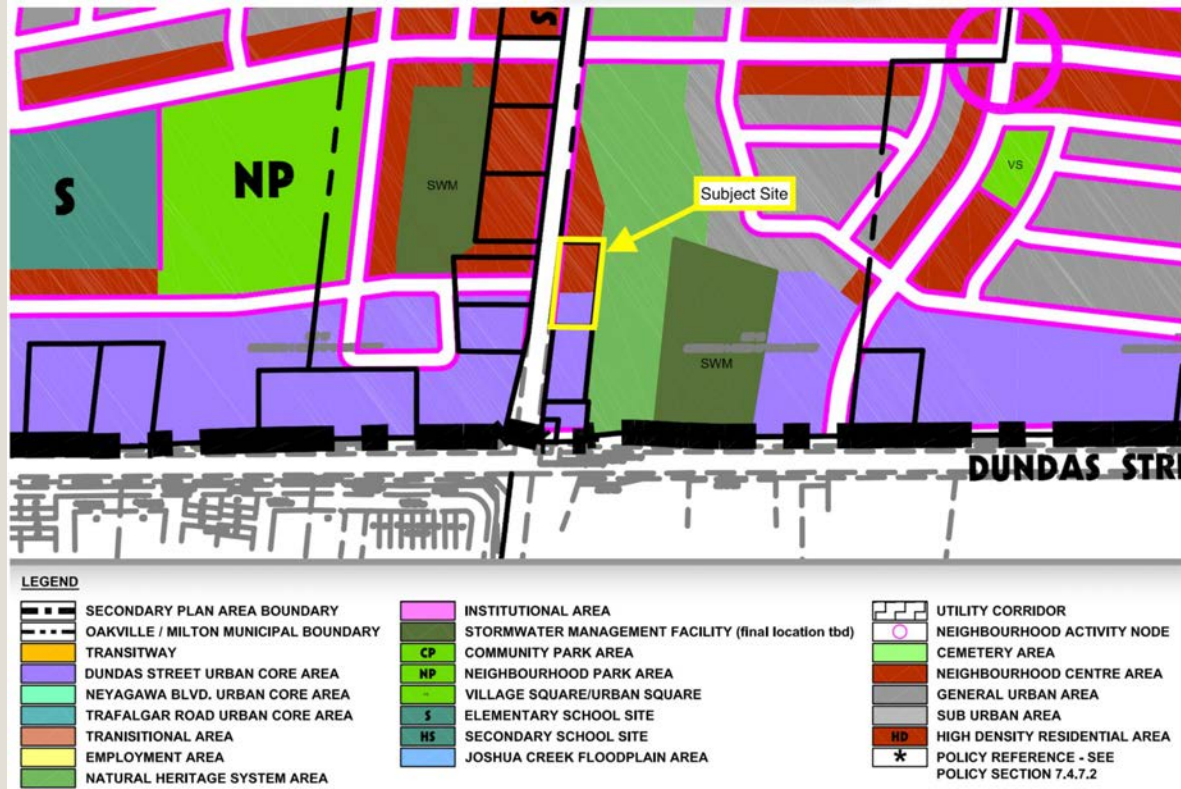 S
S
NP
SWM
VS
Subject Site
SWM
DUNDAS STRE
LEGEND
SECONDARY PLAN AREA BOUNDARY
OAKVILLE / MILTON MUNICIPAL BOUNDARY
TRANSITWAY
DUNDAS STREET URBAN CORE AREA
NEYAGAWA BLVD. URBAN CORE AREA
TRAFALGAR ROAD URBAN CORE AREA
TRANISITIONAL AREA
EMPLOYMENT AREA
NATURAL HERITAGE SYSTEM AREA
INSTITUTIONAL AREA
STORMWATER MANAGEMENT FACILITY (final location tbd)
CP COMMUNITY PARK AREA
NP NEIGHBOURHOOD PARK AREA
VILLAGE SQUARE/URBAN SQUARE
S ELEMENTARY SCHOOL SITE
HS SECONDARY SCHOOL SITE
JOSHUA CREEK FLOODPLAIN AREA
UTILITY CORRIDOR
NEIGHBOURHOOD ACTIVITY NODE
CEMETERY AREA
NEIGHBOURHOOD CENTRE AREA
GENERAL URBAN AREA
SUB URBAN AREA
HD HIGH DENSITY RESIDENTIAL AREA
* POLICY REFERENCE - SEE
POLICY SECTION 7.4.7.2